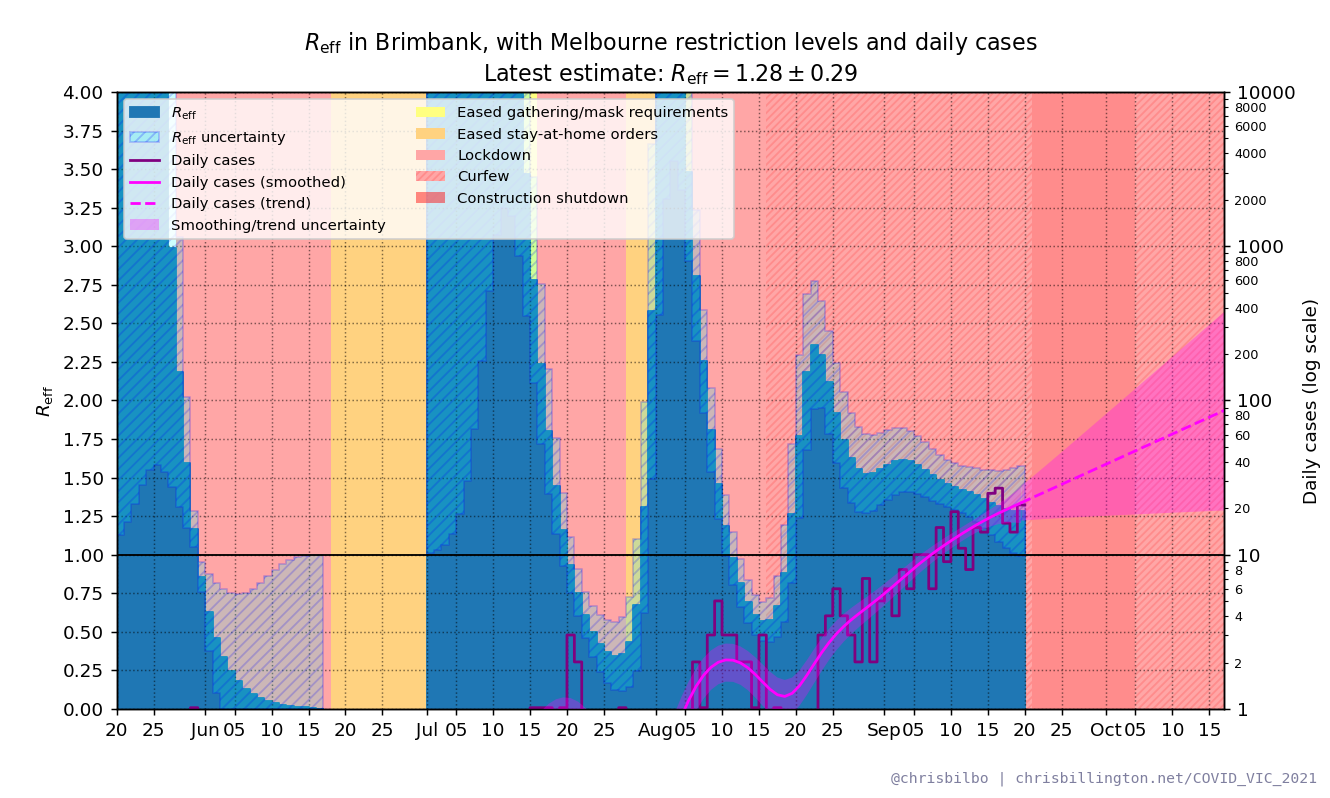 R_eff in Brimbank, with Melbourne restriction levels and daily cases
Latest estimate: R_eff = 1.28 ± 0.29
R_eff
R_eff uncertainty
Daily cases
Daily cases (smoothed)
Daily cases (trend)
Smoothing/trend uncertainty
Eased gathering/mask requirements
Eased stay-at-home orders
Lockdown
Curfew
Construction shutdown
4.00
3.75
3.50
3.25
3.00
2.75
2.50
2.25
2.00
1.75
1.50
1.25
1.00
0.75
0.50
0.25
0.00
R_eff
10000
8000
6000
4000
2000
1000
800
600
400
200
100
80
60
40
20
10
8
6
4
2
1
Daily cases (log scale)
20 25 Jun 05 10 15 20 25 Jul 05 10 15 20 25 Aug 05 10 15 20 25 Sep 05 10 15 20 25 Oct 05 10 15
@chrisbilbo | chrisbillington.net/COVID_VIC_2021